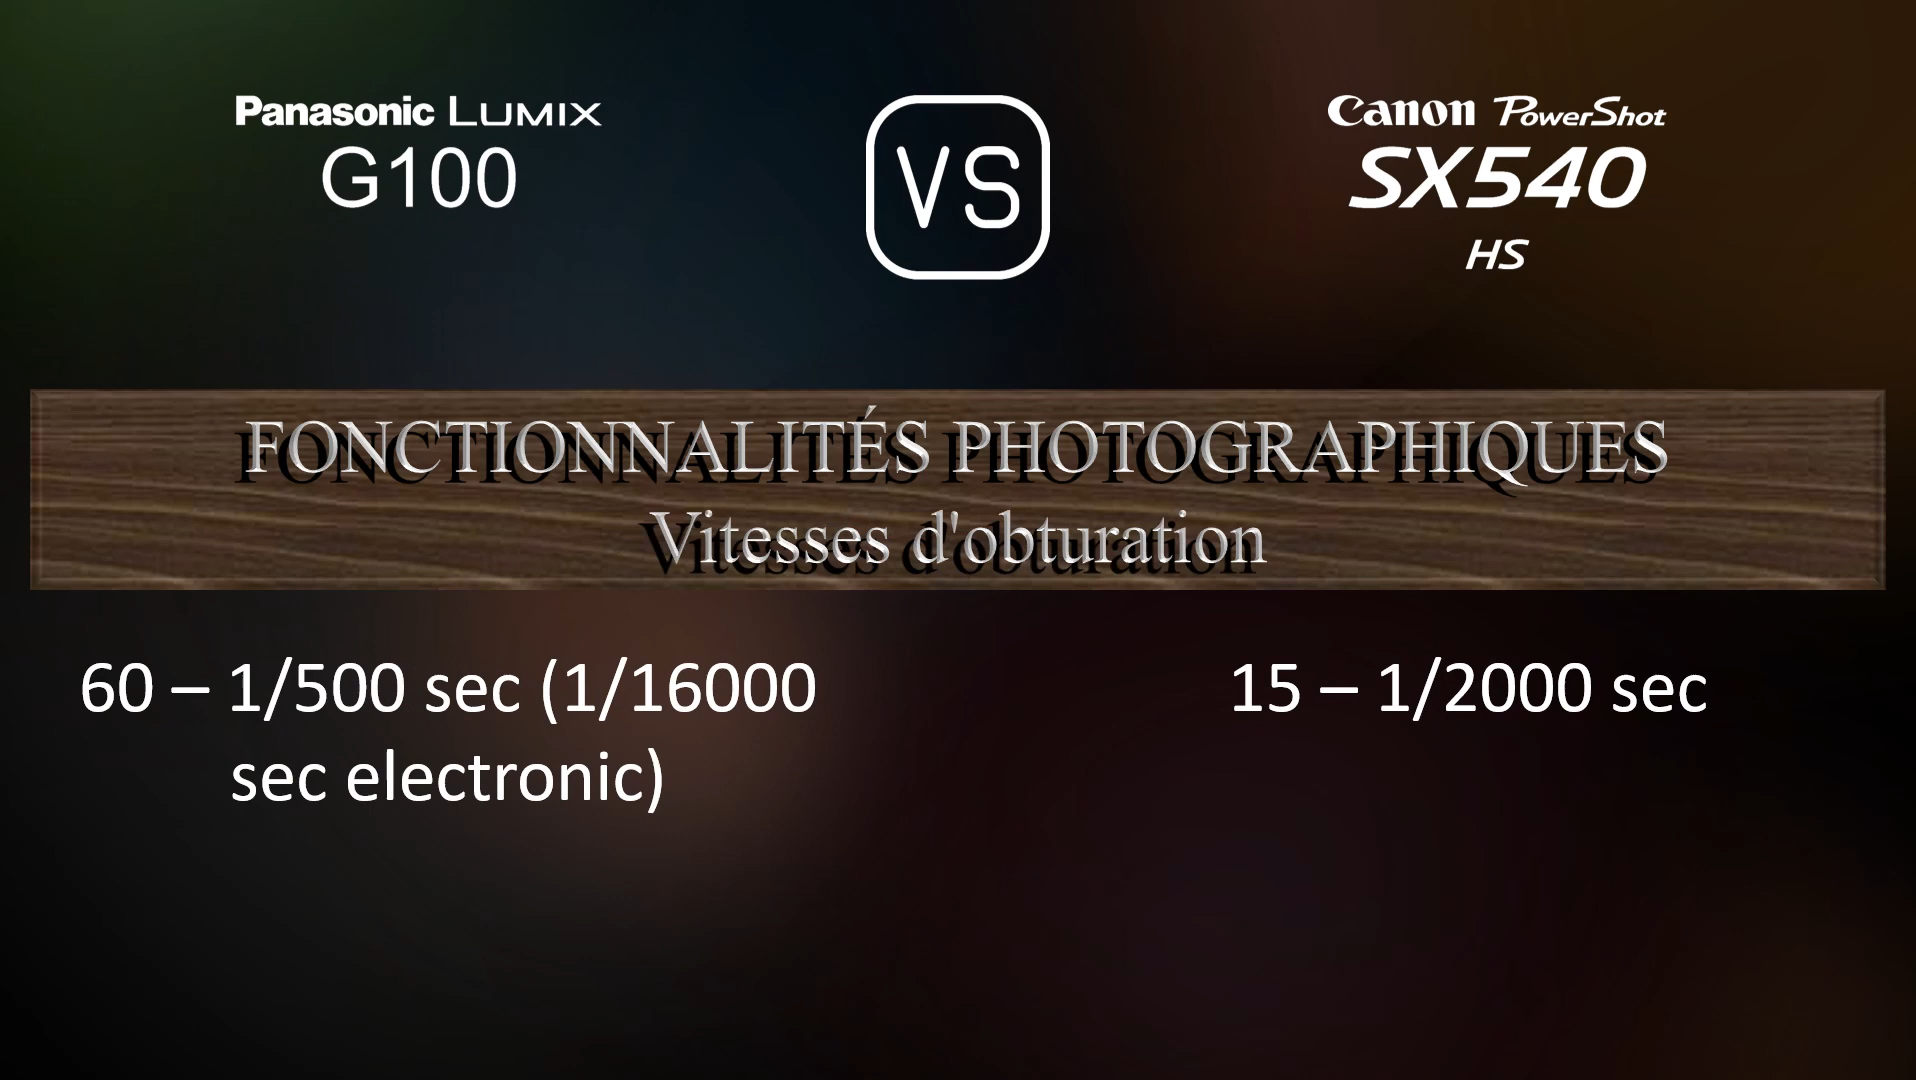 Panasonic LUMIX
G100
VS
Canon PowerShot
SX540
HS
FONCTIONNALITÉS PHOTOGRAPHIQUES
Vitesses d'obturation
60 – 1/500 sec (1/16000
sec electronic)
15 – 1/2000 sec